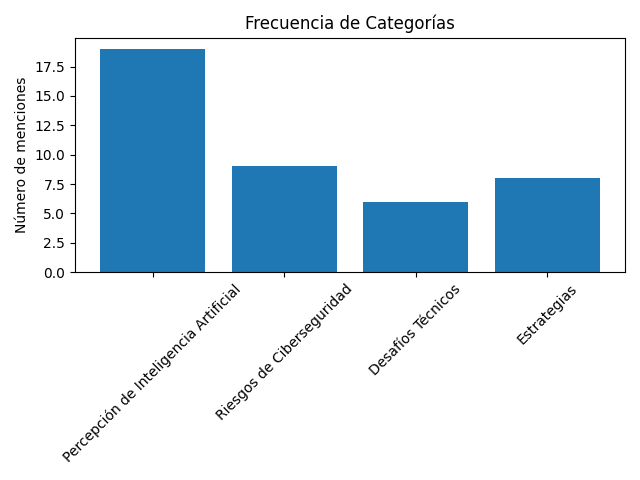 Frecuencia de Categorías
Número de menciones
17.5
15.0
12.5
10.0
7.5
5.0
2.5
0.0
Percepción de Inteligencia Artificial
Riesgos de Ciberseguridad
Desafíos Técnicos
Estrategias